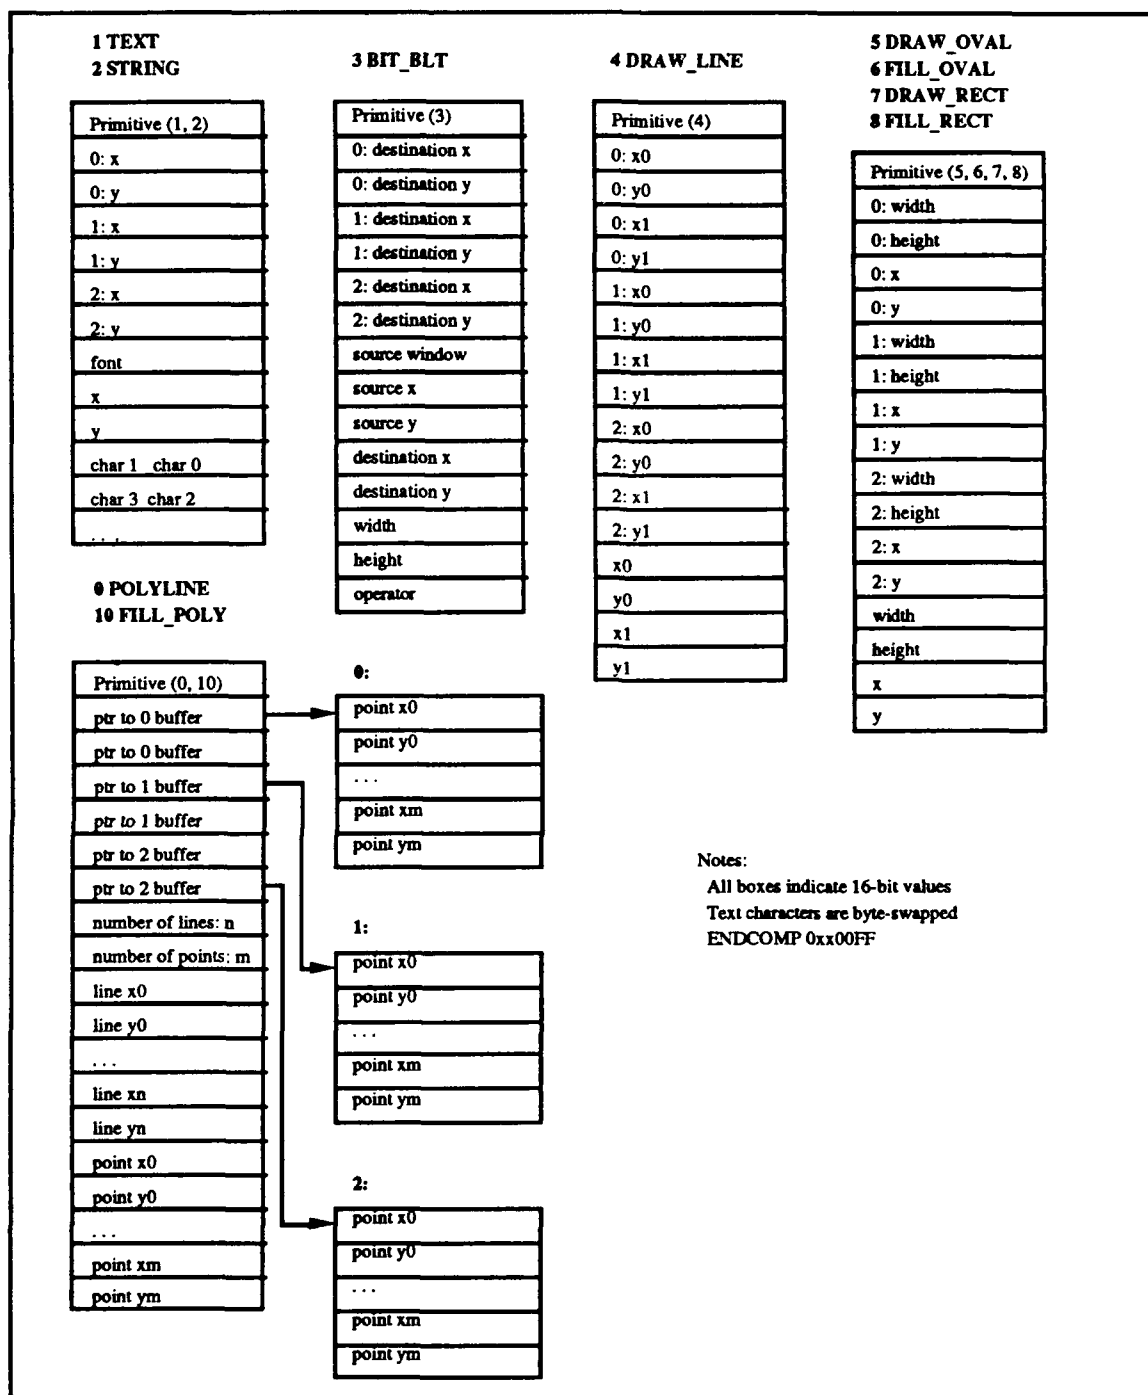 1 TEXT
2 STRING
Primitive (1, 2)
0: x
0: y
1: x
1: y
2: x
2: y
font
x
y
char 1 char 0
char 3 char 2
. . .
3 BIT_BLT
Primitive (3)
0: destination x
0: destination y
1: destination x
1: destination y
2: destination x
2: destination y
source window
source x
source y
destination x
destination y
width
height
operator
4 DRAW_LINE
Primitive (4)
0: x0
0: y0
0: x1
0: y1
1: x0
1: y0
1: x1
1: y1
2: x0
2: y0
2: x1
2: y1
x0
y0
x1
y1
5 DRAW_OVAL
6 FILL_OVAL
7 DRAW_RECT
8 FILL_RECT
Primitive (5, 6, 7, 8)
0: width
0: height
0: x
0: y
1: width
1: height
1: x
1: y
2: width
2: height
2: x
2: y
width
height
x
y
0 POLYLINE
10 FILL_POLY
Primitive (0, 10)
ptr to 0 buffer
ptr to 0 buffer
ptr to 1 buffer
ptr to 1 buffer
ptr to 2 buffer
ptr to 2 buffer
number of lines: n
number of points: m
line x0
line y0
. . .
line xn
line yn
point x0
point y0
. . .
point xm
point ym
0:
point x0
point y0
. . .
point xm
point ym
1:
point x0
point y0
. . .
point xm
point ym
2:
point x0
point y0
. . .
point xm
point ym
Notes:
All boxes indicate 16-bit values
Text characters are byte-swapped
ENDCOMP 0xx00FF